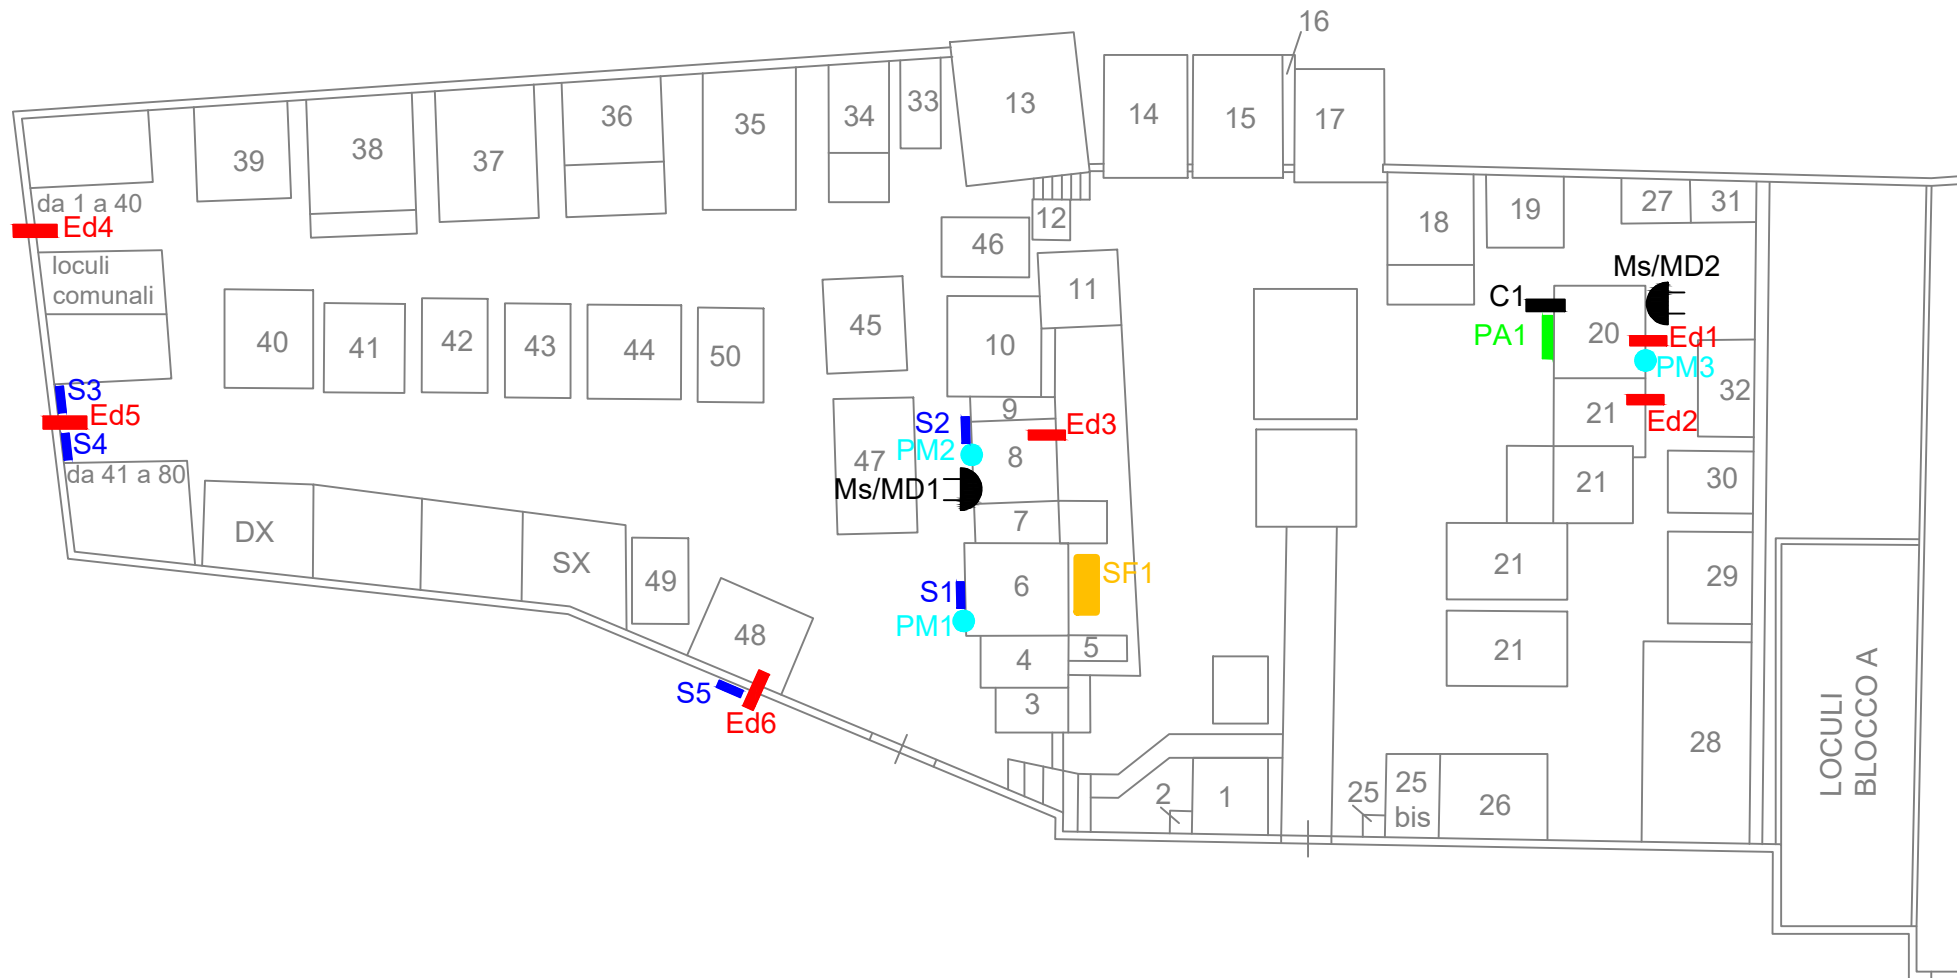 16
13
33
34
35
36
37
38
39
14
15
17
da 1 a 40
Ed4
loculi
comunali
12
46
11
18
19
27
31
Ms/MD2
C1
PA1
20
Ed1
PM3
40
41
42
43
44
50
45
10
S3
Ed5
S4
da 41 a 80
9
S2
PM2
8
Ed3
47
Ms/MD1
21
Ed2
32
21
30
7
DX
SX
49
6
SF1
S1
PM1
21
29
48
4
5
21
S5
Ed6
3
28
LOCULI
BLOCCO A
2
1
25
25
bis
26